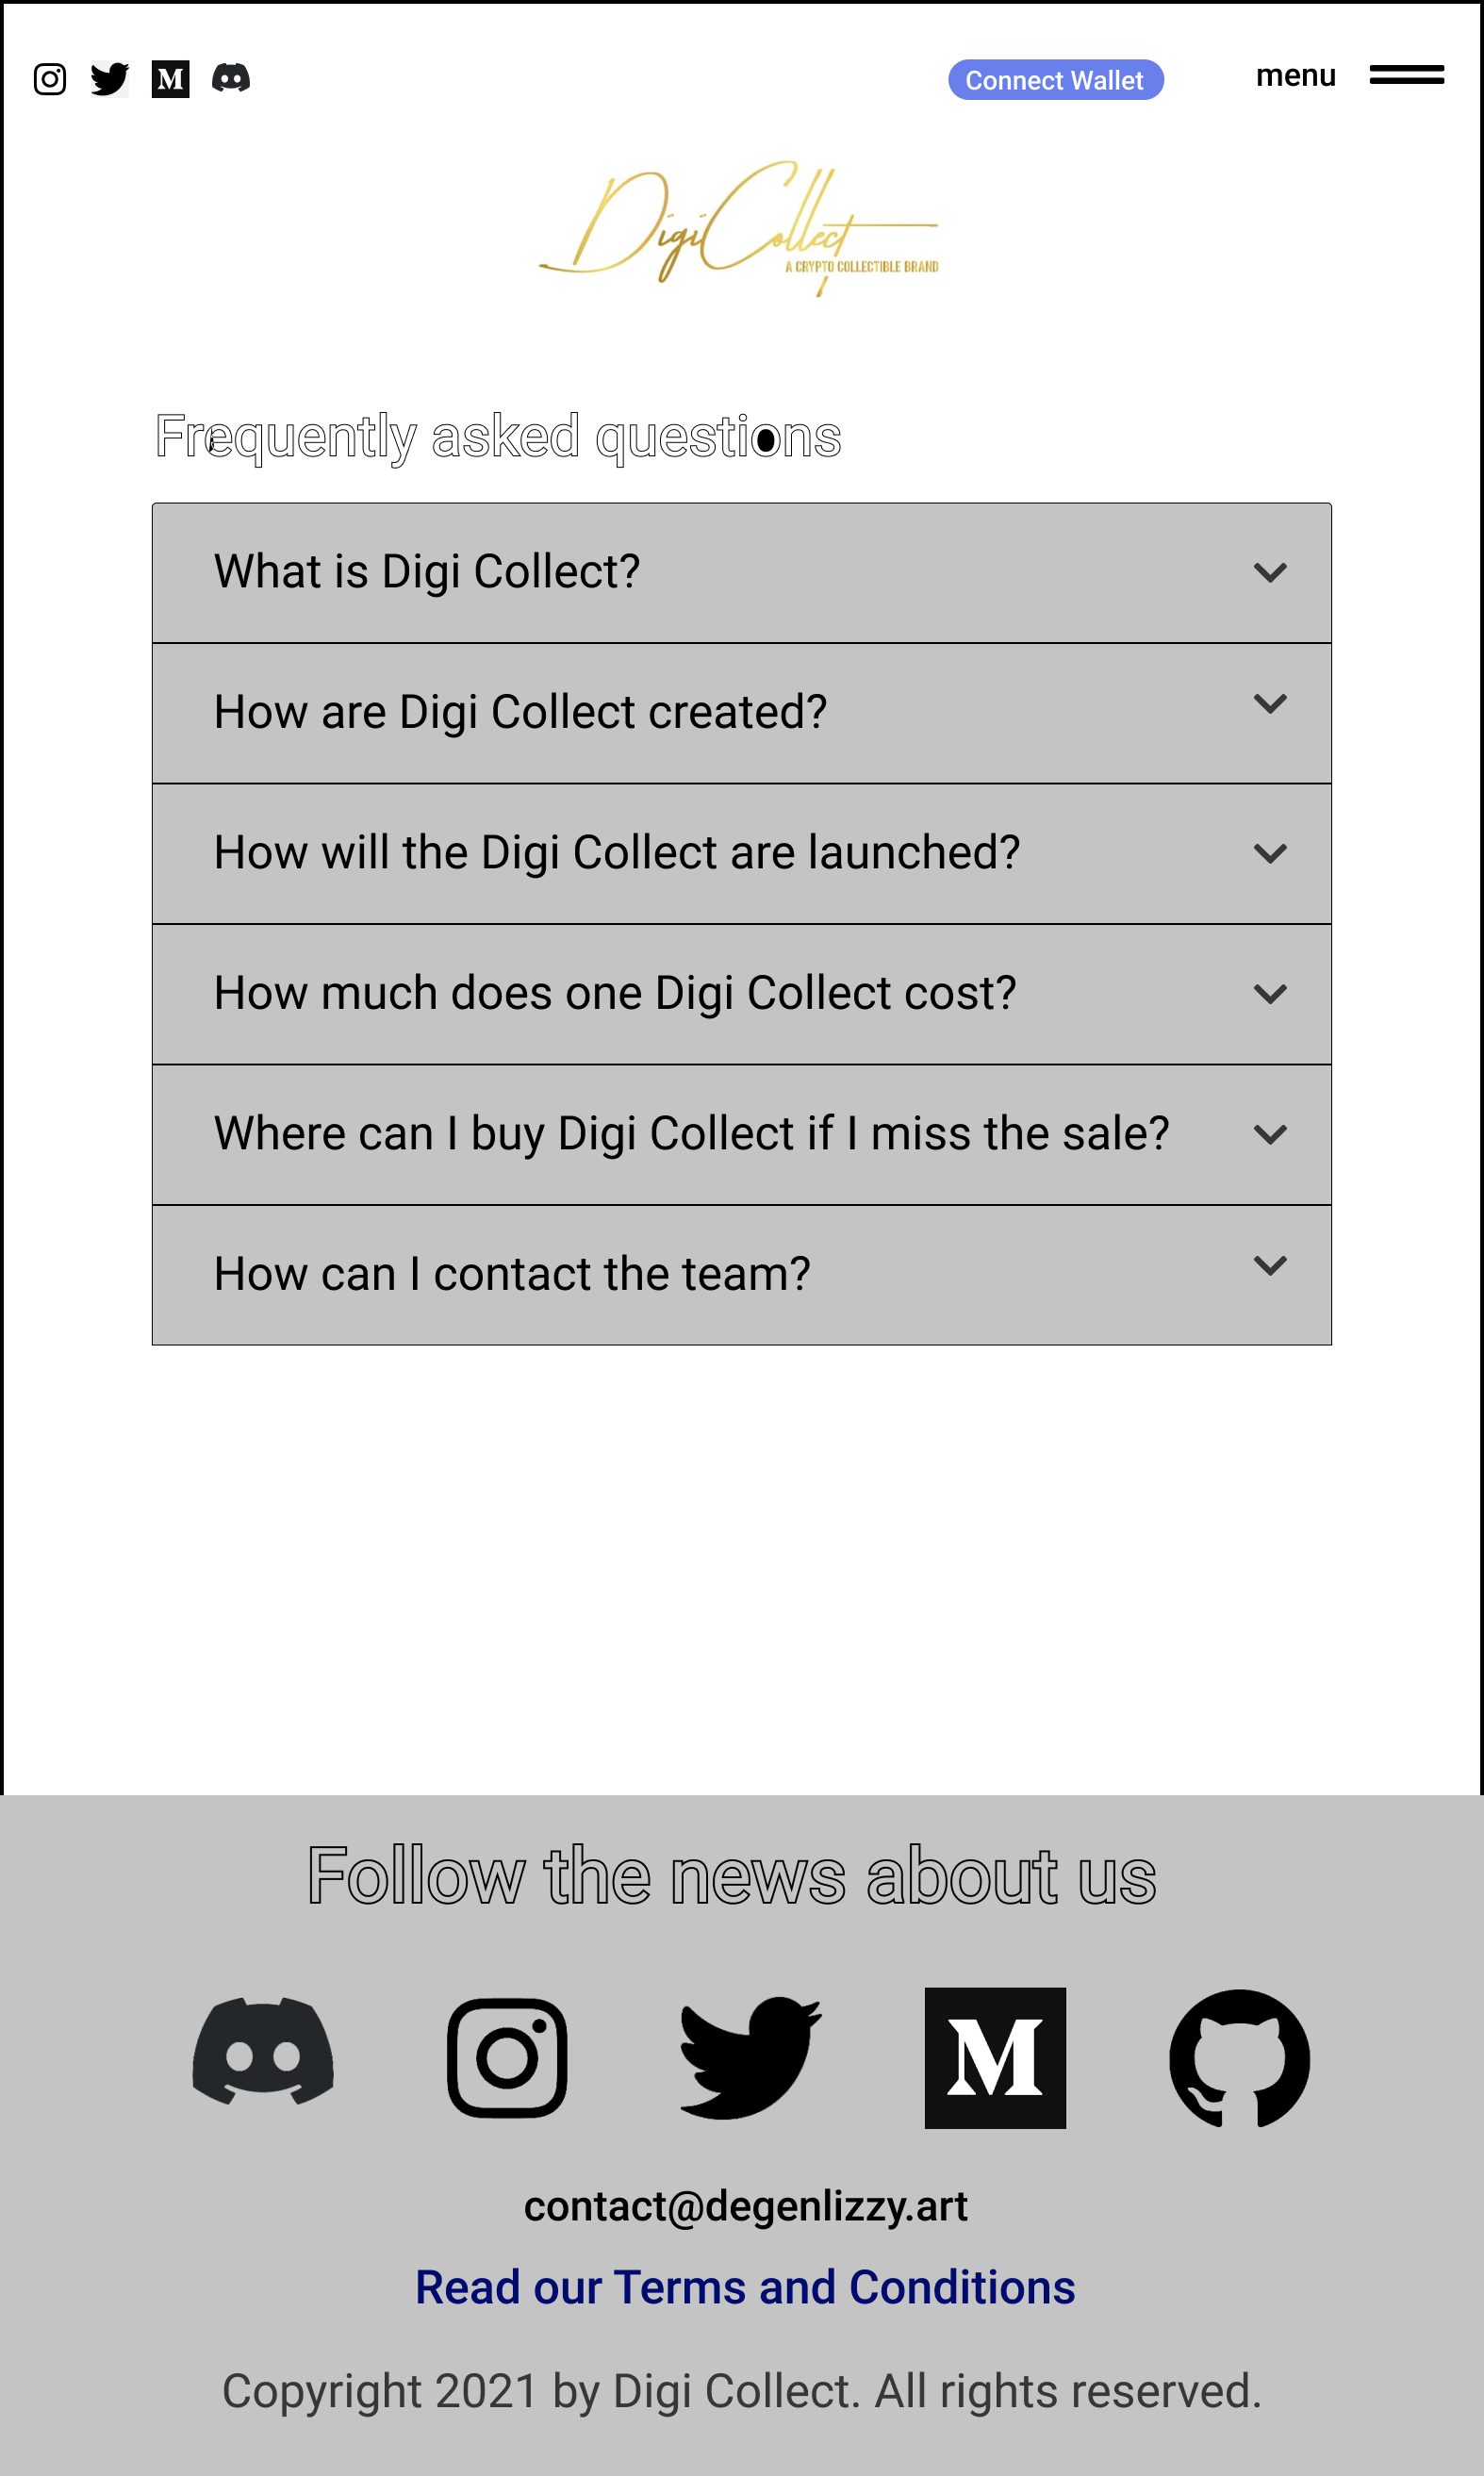 Connect Wallet
menu
DigiCollect
A CRYPTO COLLECTIBLE BRAND
Frequently asked questions
What is Digi Collect?
How are Digi Collect created?
How will the Digi Collect are launched?
How much does one Digi Collect cost?
Where can I buy Digi Collect if I miss the sale?
How can I contact the team?
Follow the news about us
contact@degenlizzy.art
Read our Terms and Conditions
Copyright 2021 by Digi Collect. All rights reserved.